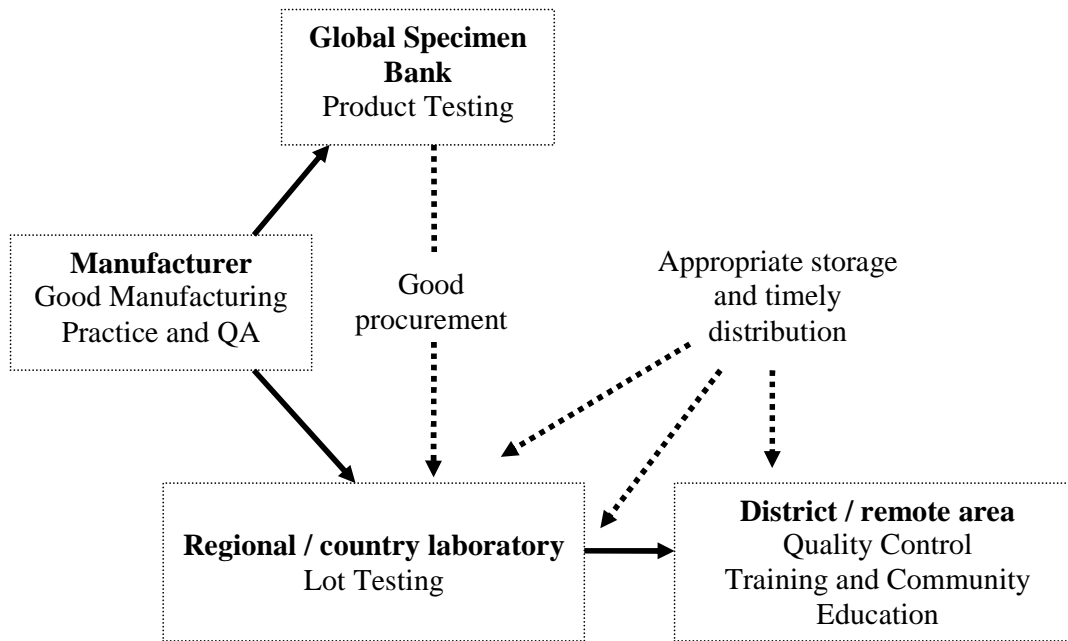 Global Specimen
Bank
Product Testing
Manufacturer
Good Manufacturing
Practice and QA
Good
procurement
Appropriate storage
and timely
distribution
Regional / country laboratory
Lot Testing
District / remote area
Quality Control
Training and Community
Education